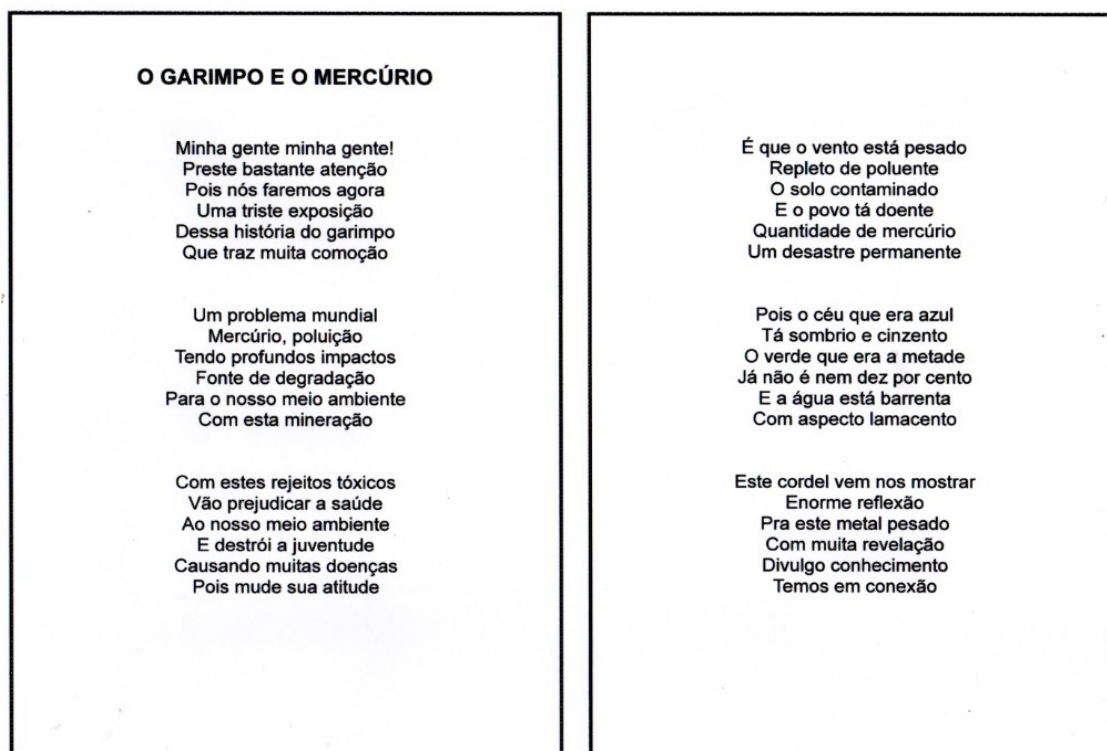 O GARIMPO E O MERCÚRIO
Minha gente minha gente!
Preste bastante atenção
Pois nós faremos agora
Uma triste exposição
Dessa história do garimpo
Que traz muita comoção
Um problema mundial
Mercúrio, poluição
Tendo profundos impactos
Fonte de degradação
Para o nosso meio ambiente
Com esta mineração
Com estes rejeitos tóxicos
Vão prejudicar a saúde
Ao nosso meio ambiente
E destrói a juventude
Causando muitas doenças
Pois mude sua atitude
É que o vento está pesado
Repleto de poluente
O solo contaminado
E o povo tá doente
Quantidade de mercúrio
Um desastre permanente
Pois o céu que era azul
Tá sombrio e cinzento
O verde que era a metade
Já não é nem dez por cento
E a água está barrenta
Com aspecto lamacento
Este cordel vem nos mostrar
Enorme reflexão
Pra este metal pesado
Com muita revelação
Divulgo conhecimento
Temos em conexão